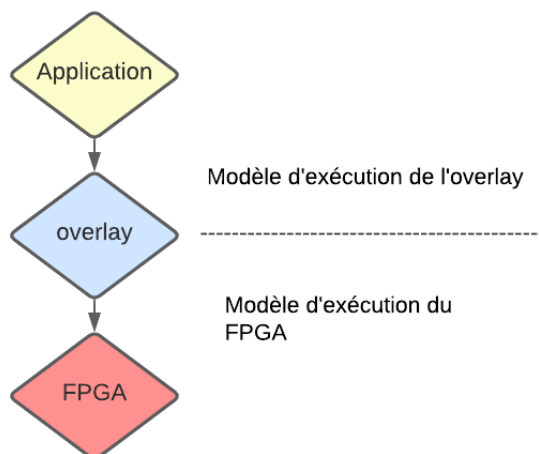 Application
Modèle d'exécution de l'overlay
overlay
Modèle d'exécution du
FPGA
FPGA